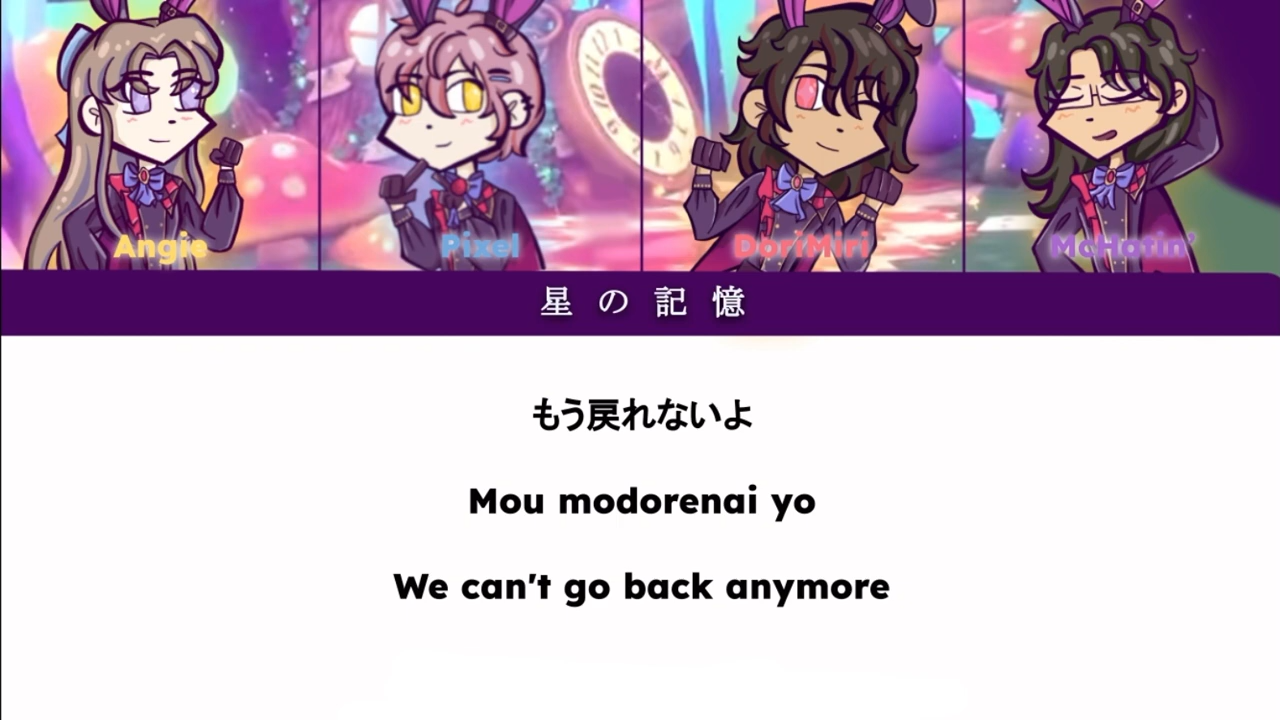 Angie Pixel DoriMiri McHotin'
星の記憶
もう戻れないよ
Mou modorenai yo
We can't go back anymore